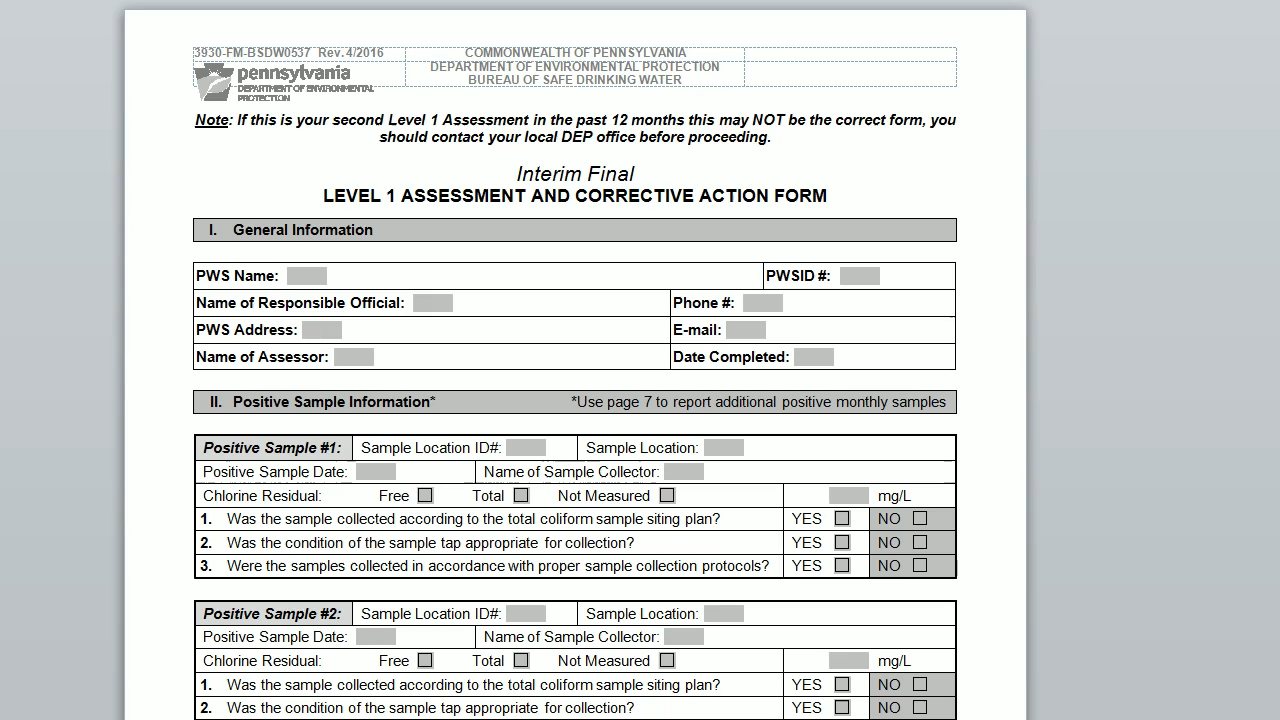 3930-FM-BSDW0537 Rev. 4/2016
pennsylvania
DEPARTMENT OF ENVIRONMENTAL
PROTECTION
COMMONWEALTH OF PENNSYLVANIA
DEPARTMENT OF ENVIRONMENTAL PROTECTION
BUREAU OF SAFE DRINKING WATER
Note: If this is your second Level 1 Assessment in the past 12 months this may NOT be the correct form, you
should contact your local DEP office before proceeding.
Interim Final
LEVEL 1 ASSESSMENT AND CORRECTIVE ACTION FORM
I. General Information
PWS Name: PWSID #:
Name of Responsible Official: Phone #:
PWS Address: E-mail:
Name of Assessor: Date Completed:
II. Positive Sample Information* *Use page 7 to report additional positive monthly samples
Positive Sample #1: Sample Location ID#: Sample Location:
Positive Sample Date: Name of Sample Collector:
Chlorine Residual: Free Total Not Measured mg/L
1. Was the sample collected according to the total coliform sample siting plan? YES NO
2. Was the condition of the sample tap appropriate for collection? YES NO
3. Were the samples collected in accordance with proper sample collection protocols? YES NO
Positive Sample #2: Sample Location ID#: Sample Location:
Positive Sample Date: Name of Sample Collector:
Chlorine Residual: Free Total Not Measured mg/L
1. Was the sample collected according to the total coliform sample siting plan? YES NO
2. Was the condition of the sample tap appropriate for collection? YES NO